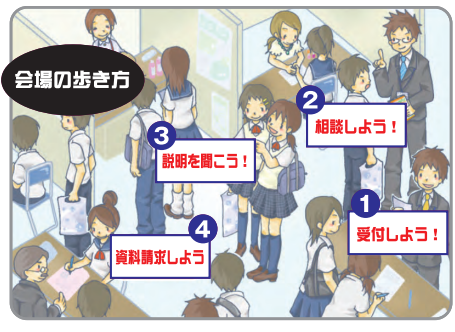 会場の歩き方
1
受付しよう！
2
相談しよう！
3
説明を聞こう！
4
資料請求しよう